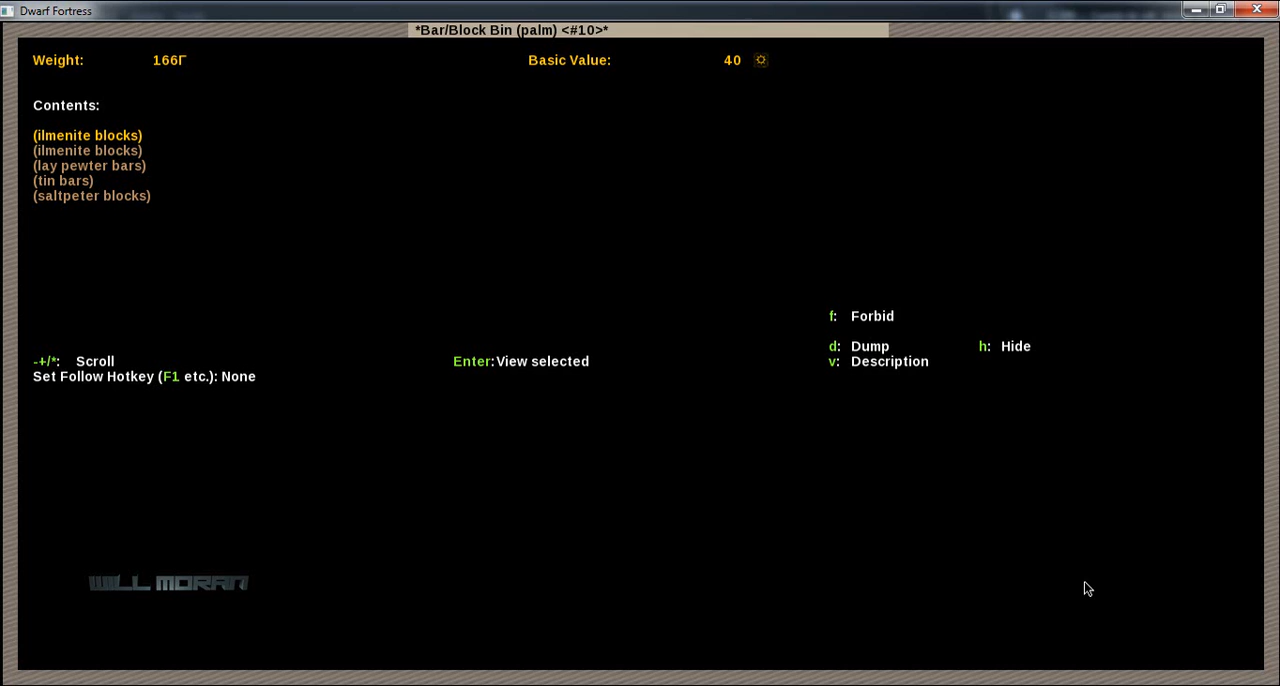 Dwarf Fortress
*Bar/Block Bin (palm) <#10>*
Weight: 166Γ Basic Value: 40 ☼
Contents:
(ilmenite blocks)
(ilmenite blocks)
(lay pewter bars)
(tin bars)
(saltpeter blocks)
f: Forbid
d: Dump h: Hide
-+/*: Scroll Enter:View selected v: Description
Set Follow Hotkey (F1 etc.): None
WILL MORAN